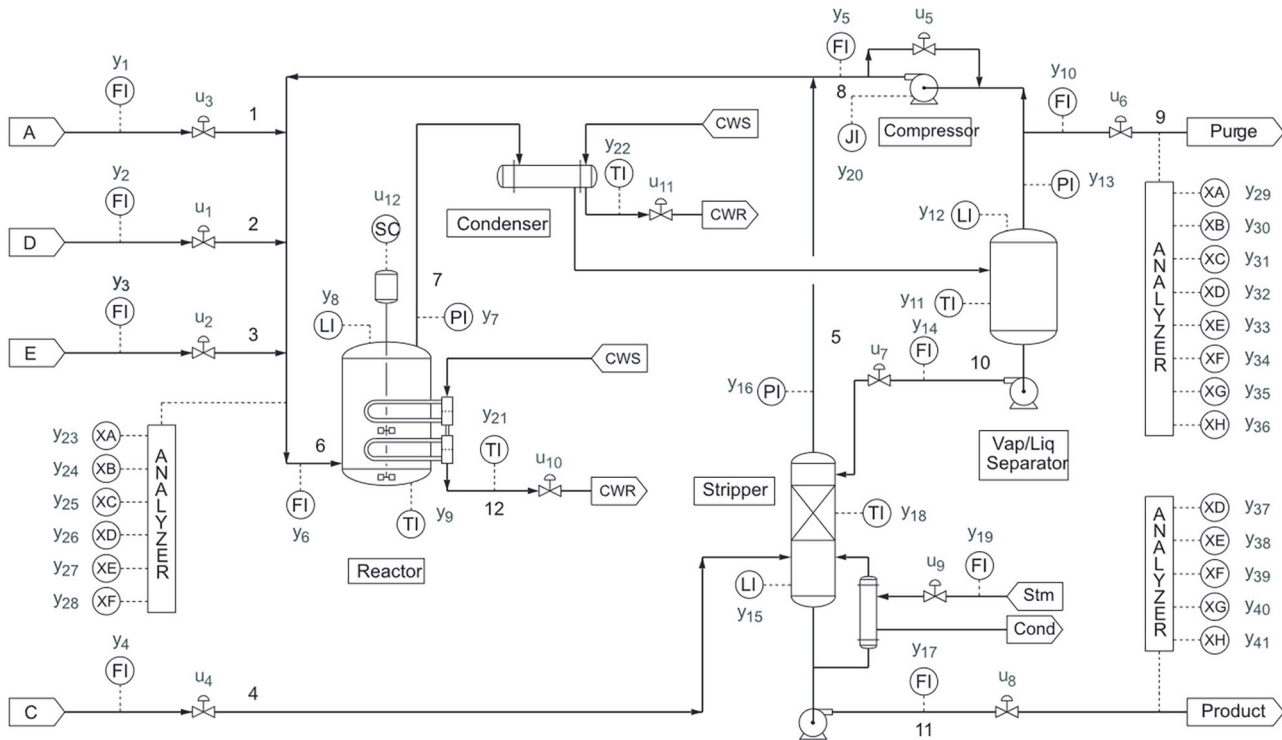 y5
u5
FI
y1
y10
FI
u3
1
8
FI
u6
9
A
CWS
JI
Compressor
Purge
y2
y22
y20
PI
y13
FI
u1
TI
u11
XA
y29
u12
y12
LI
CWR
XB
y30
D
2
SC
Condenser
XC
y31
y3
7
y11
TI
XD
y32
FI
y8
ANALYZER
u2
LI
PI
y7
y14
XE
y33
E
3
5
u7
FI
XF
y34
CWS
10
XG
y35
y16
PI
XH
y36
y21
y23
XA
6
TI
Vap/Liq
Separator
u10
y24
XB
Stripper
ANALYZER
FI
12
CWR
XD
y37
y25
XC
y6
TI
y9
TI
y18
XE
y38
y26
XD
y19
ANALYZER
XF
y39
y27
XE
Reactor
u9
FI
LI
Stm
XG
y40
y28
XF
y15
Cond
XH
y41
y4
FI
y17
u4
4
FI
u8
C
11
Product